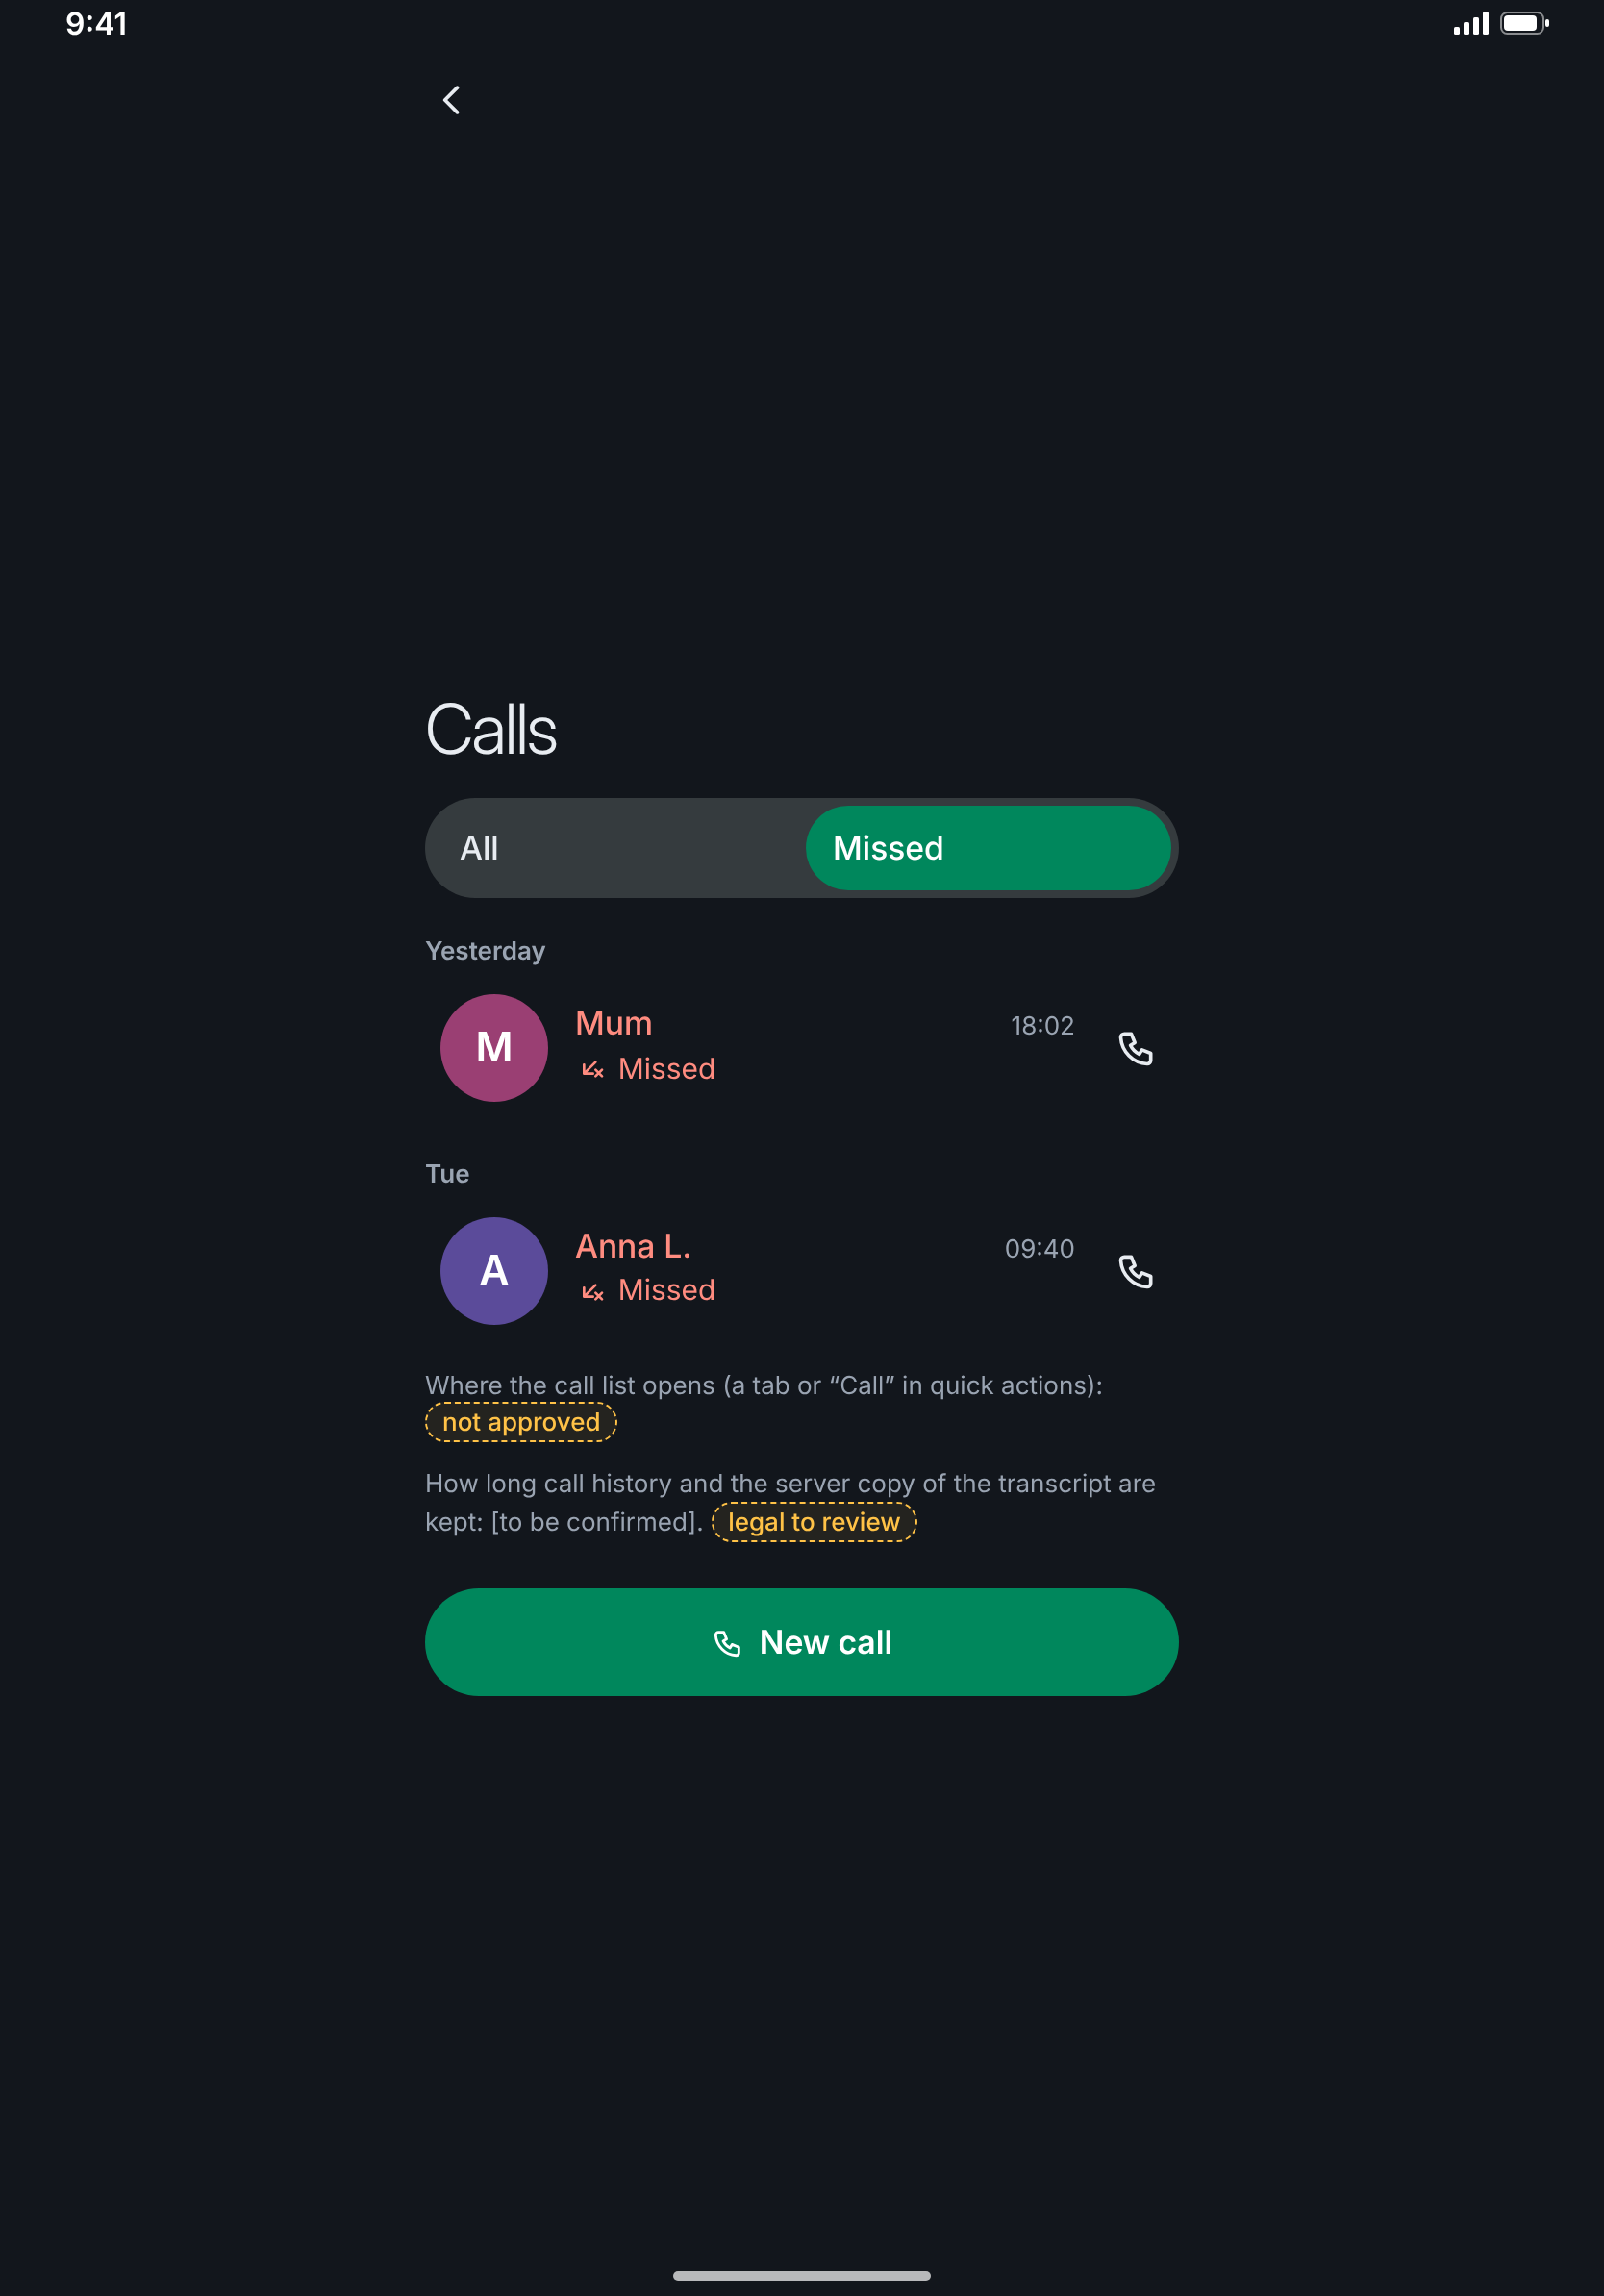 9:41
Calls
All
Missed
Yesterday
M
Mum
18:02
Missed
Tue
A
Anna L.
09:40
Missed
Where the call list opens (a tab or “Call” in quick actions):
not approved
How long call history and the server copy of the transcript are
kept: [to be confirmed]. legal to review
New call